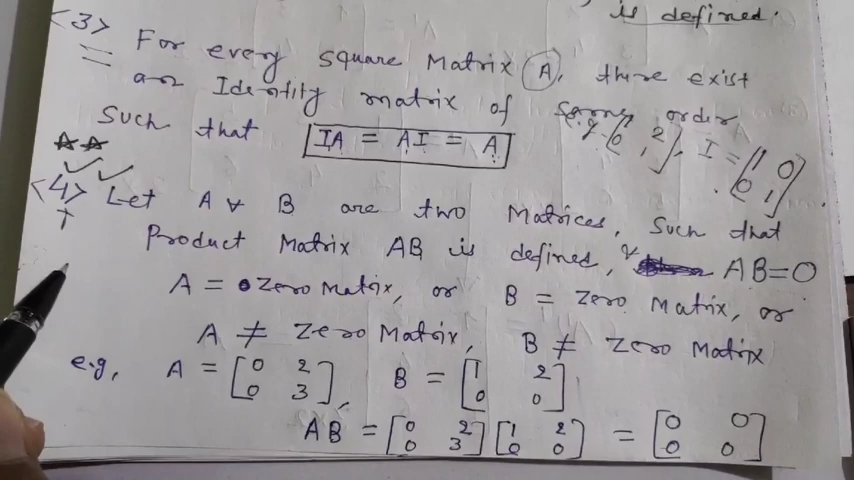 is defined.
<3> For every square Matrix A, there exist
an Identity matrix of same order
Such that IA = AI = A
e.g. [0 2
1], I = [1 0
0 1]
<4> Let A & B are two Matrices, Such that
Product Matrix AB is defined, & AB=0
A = Zero Matrix, or B = Zero Matrix, or
A ≠ Zero Matrix, B ≠ Zero Matrix
e.g, A = [0 2
0 3], B = [1 2
0 0]
AB = [0 2
0 3] [1 2
0 0] = [0 0
0 0]